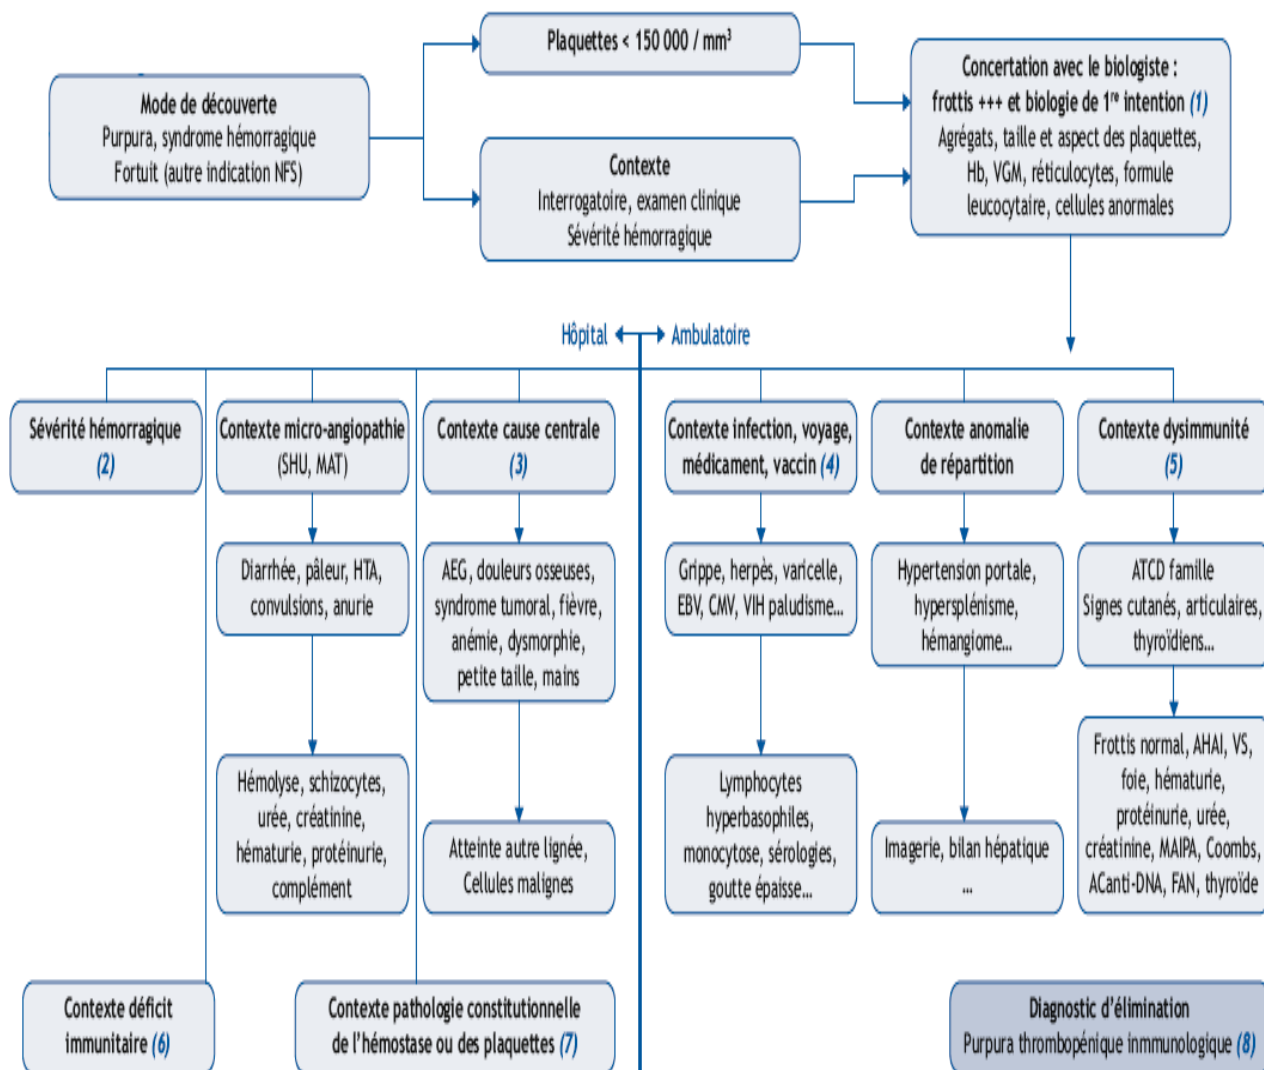 Plaquettes < 150 000 / mm³
Mode de découverte
Purpura, syndrome hémorragique
Fortuit (autre indication NFS)
Contexte
Interrogatoire, examen clinique
Sévérité hémorragique
Concertation avec le biologiste :
frottis +++ et biologie de 1re intention (1)
Agrégats, taille et aspect des plaquettes,
Hb, VGM, réticulocytes, formule
leucocytaire, cellules anormales
Hôpital
Ambulatoire
Sévérité hémorragique
(2)
Contexte micro-angiopathie
(SHU, MAT)
Contexte cause centrale
(3)
Contexte infection, voyage,
médicament, vaccin (4)
Contexte anomalie
de répartition
Contexte dysimmunité
(5)
Diarrhée, pâleur, HTA,
convulsions, anurie
AEG, douleurs osseuses,
syndrome tumoral, fièvre,
anémie, dysmorphie,
petite taille, mains
Grippe, herpès, varicelle,
EBV, CMV, VIH paludisme...
Hypertension portale,
hypersplénisme,
hémangiome...
ATCD famille
Signes cutanés, articulaires,
thyroïdiens...
Hémolyse, schizocytes,
urée, créatinine,
hématurie, protéinurie,
complément
Atteinte autre lignée,
Cellules malignes
Lymphocytes
hyperbasophiles,
monocytose, sérologies,
goutte épaisse...
Imagerie, bilan hépatique
...
Frottis normal, AHAI, VS,
foie, hématurie,
protéinurie, urée,
créatinine, MAIPA, Coombs,
ACanti-DNA, FAN, thyroïde
Contexte déficit
immunitaire (6)
Contexte pathologie constitutionnelle
de l'hémostase ou des plaquettes (7)
Diagnostic d'élimination
Purpura thrombopénique inmmunologique (8)